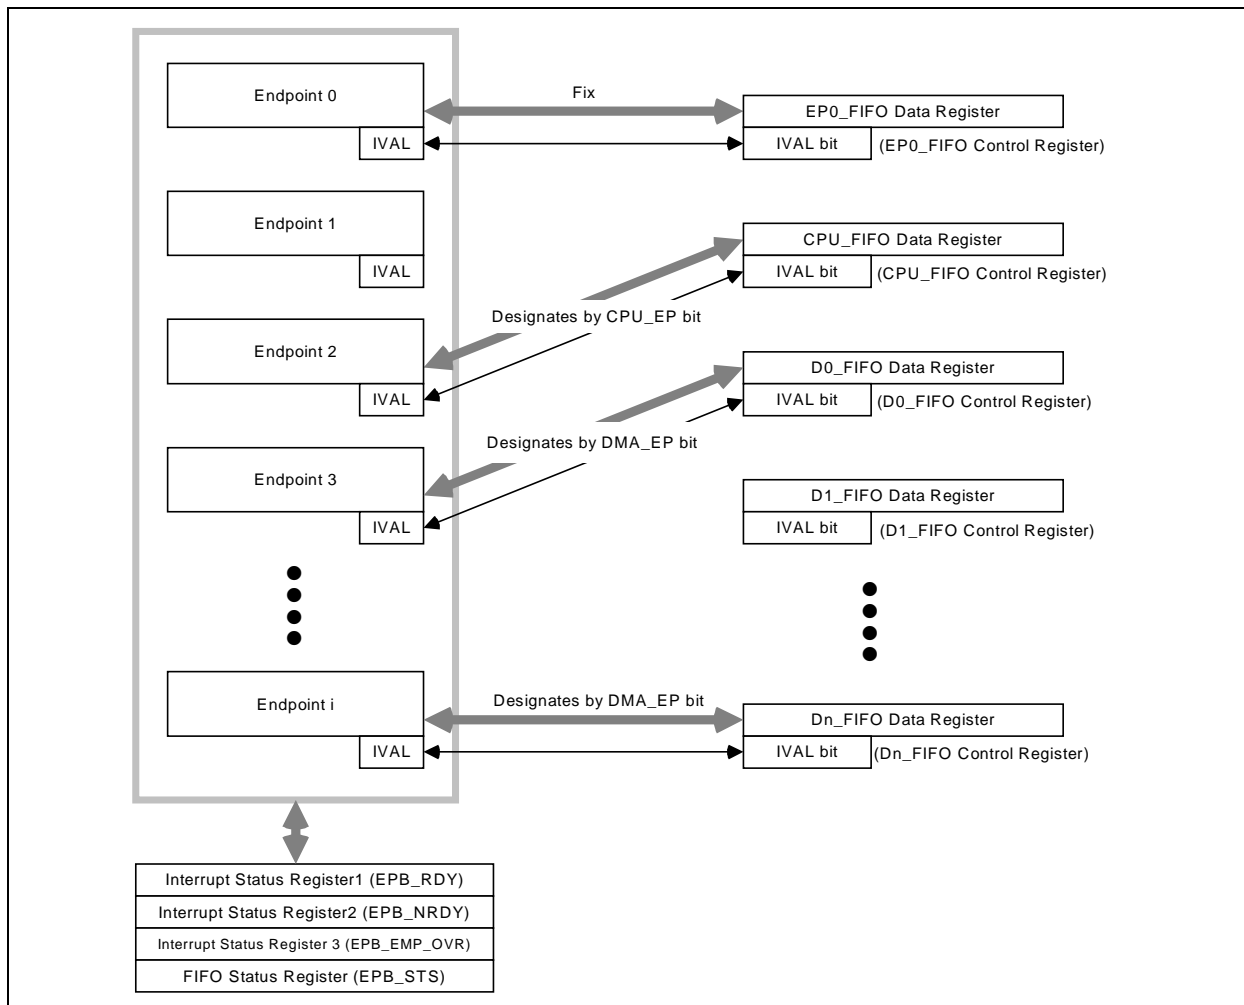 Endpoint 0
IVAL
Fix
EP0_FIFO Data Register
IVAL bit (EP0_FIFO Control Register)
Endpoint 1
IVAL
CPU_FIFO Data Register
IVAL bit (CPU_FIFO Control Register)
Designates by CPU_EP bit
Endpoint 2
IVAL
D0_FIFO Data Register
IVAL bit (D0_FIFO Control Register)
Designates by DMA_EP bit
Endpoint 3
IVAL
D1_FIFO Data Register
IVAL bit (D1_FIFO Control Register)
Endpoint i
IVAL
Designates by DMA_EP bit
Dn_FIFO Data Register
IVAL bit (Dn_FIFO Control Register)
Interrupt Status Register1 (EPB_RDY)
Interrupt Status Register2 (EPB_NRDY)
Interrupt Status Register 3 (EPB_EMP_OVR)
FIFO Status Register (EPB_STS)